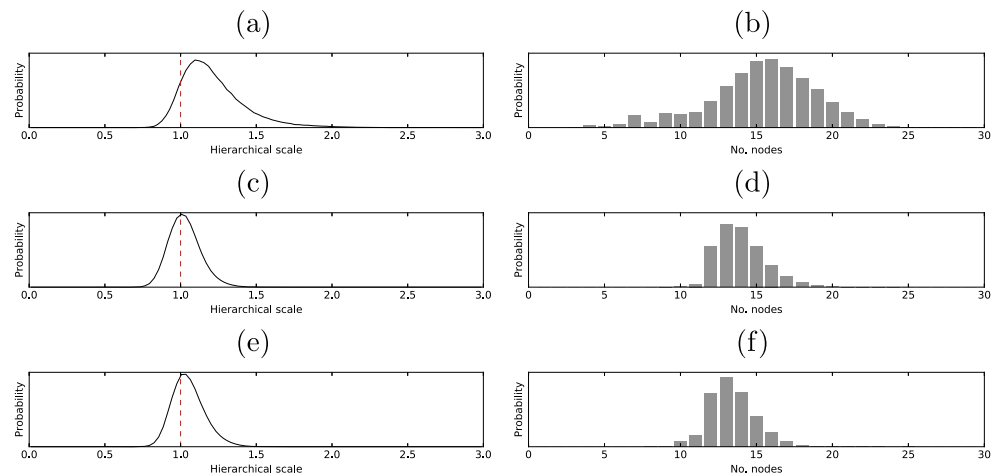 (a)
Probability
0.0 0.5 1.0 1.5 2.0 2.5 3.0
Hierarchical scale
(b)
Probability
0 5 10 15 20 25 30
No. nodes
(c)
Probability
0.0 0.5 1.0 1.5 2.0 2.5 3.0
Hierarchical scale
(d)
Probability
0 5 10 15 20 25 30
No. nodes
(e)
Probability
0.0 0.5 1.0 1.5 2.0 2.5 3.0
Hierarchical scale
(f)
Probability
0 5 10 15 20 25 30
No. nodes